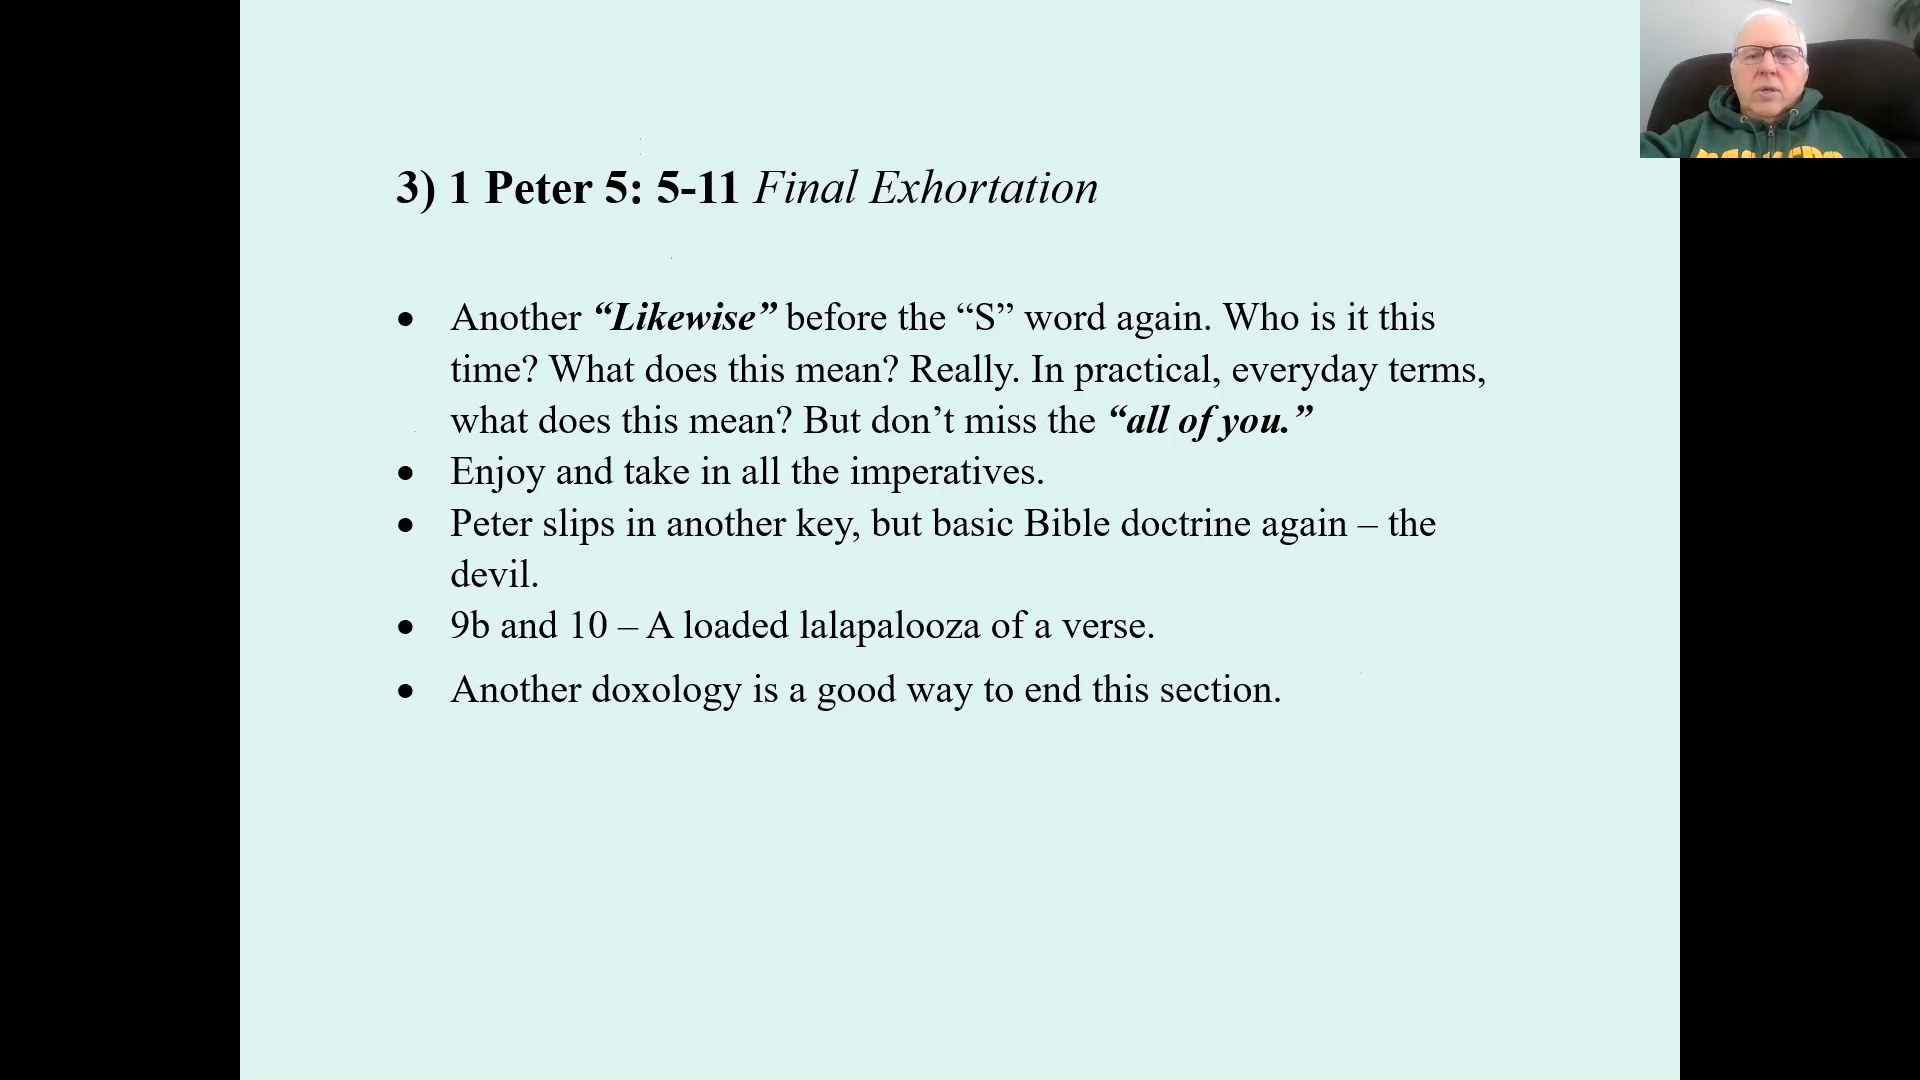 3) 1 Peter 5: 5-11 Final Exhortation
• Another “Likewise” before the “S” word again. Who is it this
time? What does this mean? Really. In practical, everyday terms,
what does this mean? But don’t miss the “all of you.”
• Enjoy and take in all the imperatives.
• Peter slips in another key, but basic Bible doctrine again – the
devil.
• 9b and 10 – A loaded lalapalooza of a verse.
• Another doxology is a good way to end this section.